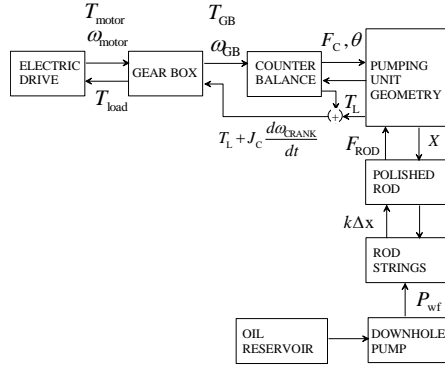 T_motor
ω_motor
T_GB
ω_GB
F_C , θ
ELECTRIC
DRIVE
GEAR BOX
COUNTER
BALANCE
PUMPING
UNIT
GEOMETRY
T_load
T_L
(+)
T_L + J_C dω_CRANK/dt
F_ROD
X
POLISHED
ROD
kΔx
ROD
STRINGS
P_wf
OIL
RESERVOIR
DOWNHOLE
PUMP